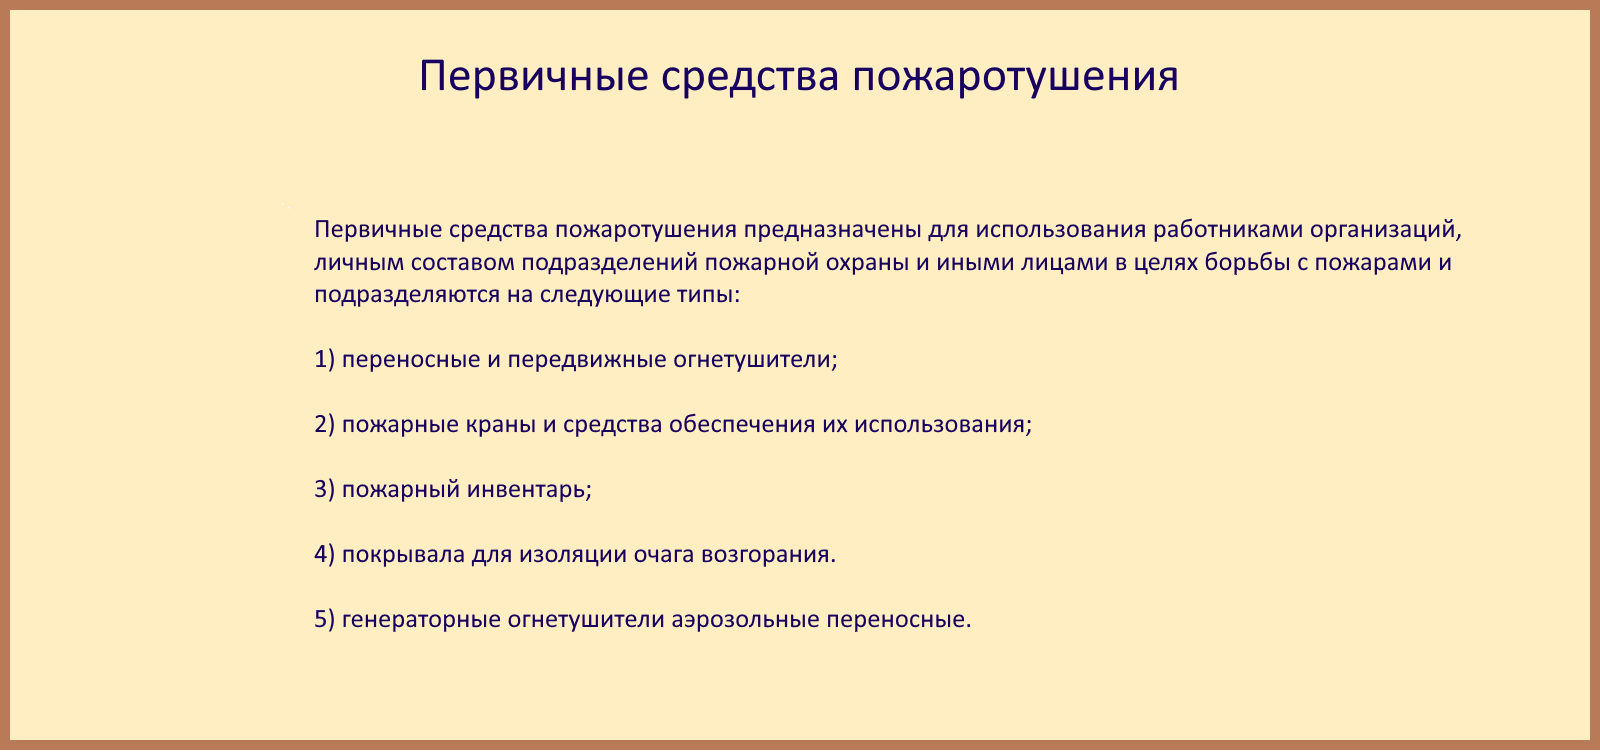 Первичные средства пожаротушения
Первичные средства пожаротушения предназначены для использования работниками организаций,
личным составом подразделений пожарной охраны и иными лицами в целях борьбы с пожарами и
подразделяются на следующие типы:
1) переносные и передвижные огнетушители;
2) пожарные краны и средства обеспечения их использования;
3) пожарный инвентарь;
4) покрывала для изоляции очага возгорания.
5) генераторные огнетушители аэрозольные переносные.